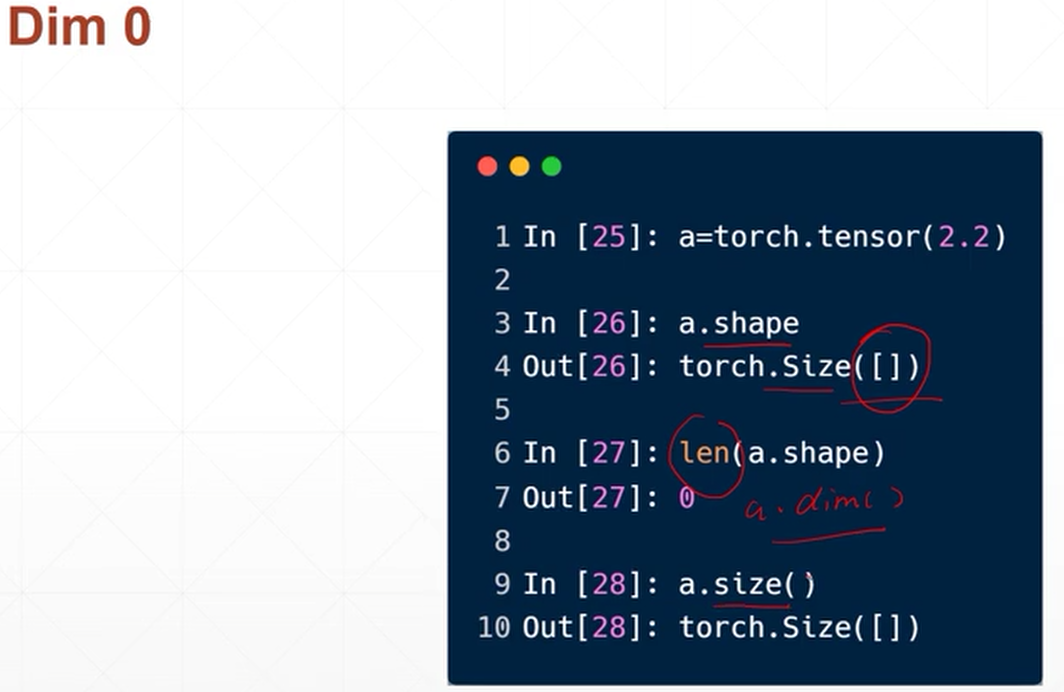 Dim 0
1 In [25]: a=torch.tensor(2.2)
2
3 In [26]: a.shape
4 Out[26]: torch.Size([])
5
6 In [27]: len(a.shape)
7 Out[27]: 0
a.dim()
8
9 In [28]: a.size()
10 Out[28]: torch.Size([])